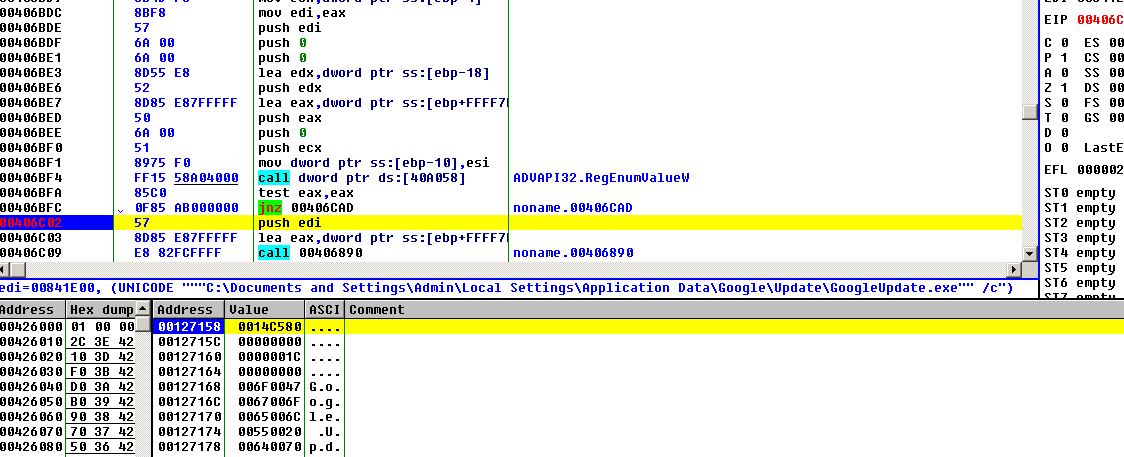 mov
00406BDC 8BF8 mov edi,eax
00406BDE 57 push edi
00406BDF 6A 00 push 0
00406BE1 6A 00 push 0
00406BE3 8D55 E8 lea edx,dword ptr ss:[ebp-18]
00406BE6 52 push edx
00406BE7 8D85 E87FFFFF lea eax,dword ptr ss:[ebp+FFFF7
00406BED 50 push eax
00406BEE 6A 00 push 0
00406BF0 51 push ecx
00406BF1 8975 F0 mov dword ptr ss:[ebp-10],esi
00406BF4 FF15 58A04000 call dword ptr ds:[40A058] ADVAPI32.RegEnumValueW
00406BFA 85C0 test eax,eax
00406BFC 0F85 AB000000 jnz 00406CAD noname.00406CAD
00406C02 57 push edi
00406C03 8D85 E87FFFFF lea eax,dword ptr ss:[ebp+FFFF7
00406C09 E8 82FCFFFF call 00406890 noname.00406890
EIP 00406C
C 0 ES 00
P 1 CS 00
A 0 SS 00
Z 1 DS 00
S 0 FS 00
T 0 GS 00
D 0
O 0 LastE
EFL 000002
ST0 empty
ST1 empty
ST2 empty
ST3 empty
ST4 empty
ST5 empty
ST6 empty
ST7 empty
edi=00841E00, (UNICODE """"C:\Documents and Settings\Admin\Local Settings\Application Data\Google\Update\GoogleUpdate.exe"" /c")
Address Hex dump
00426000 01 00 00
00426010 2C 3E 42
00426020 10 3D 42
00426030 F0 3B 42
00426040 D0 3A 42
00426050 B0 39 42
00426060 90 38 42
00426070 70 37 42
00426080 50 36 42
Address Value ASCI Comment
00127158 0014C580 ....
0012715C 00000000 ....
00127160 0000001C ....
00127164 00000000 ....
00127168 006F0047 G.o.
0012716C 0067006F o.g.
00127170 0065006C l.e.
00127174 00550020 .U.
00127178 00640070 p.d.